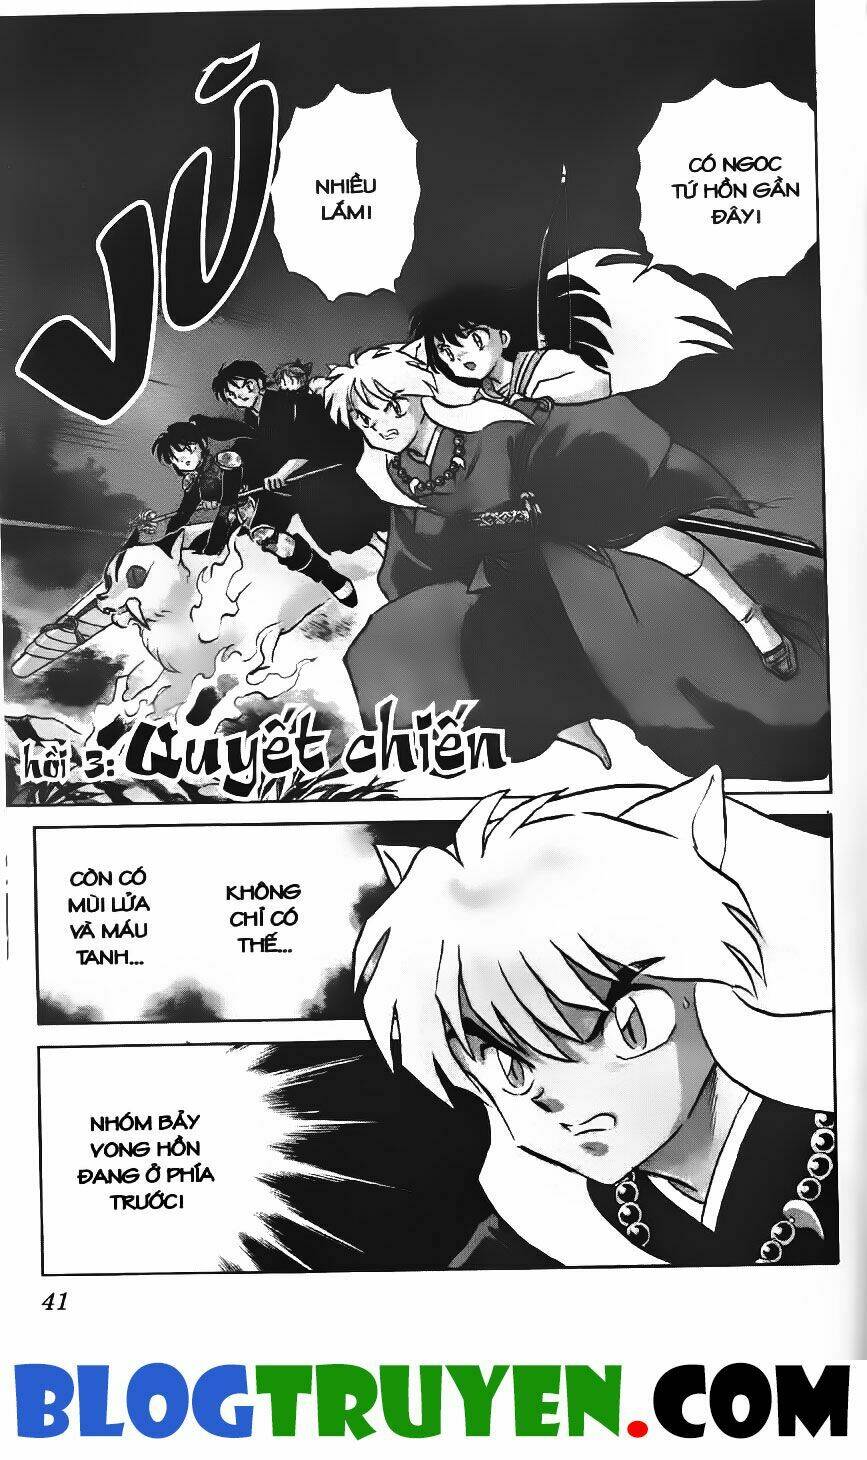 CÓ NGOC
TỨ HỒN GẦN
ĐÂY!
NHIỀU
LẮM!
VÚ
hồi 3: Quyết chiến
KHÔNG
CHỈ CÓ
THẾ...
CÒN CÓ
MÙI LỬA
VÀ MÁU
TANH...
NHÓM BẢY
VONG HỒN
ĐANG Ở PHÍA
TRƯỚC!
41
BLOGTRUYEN.COM